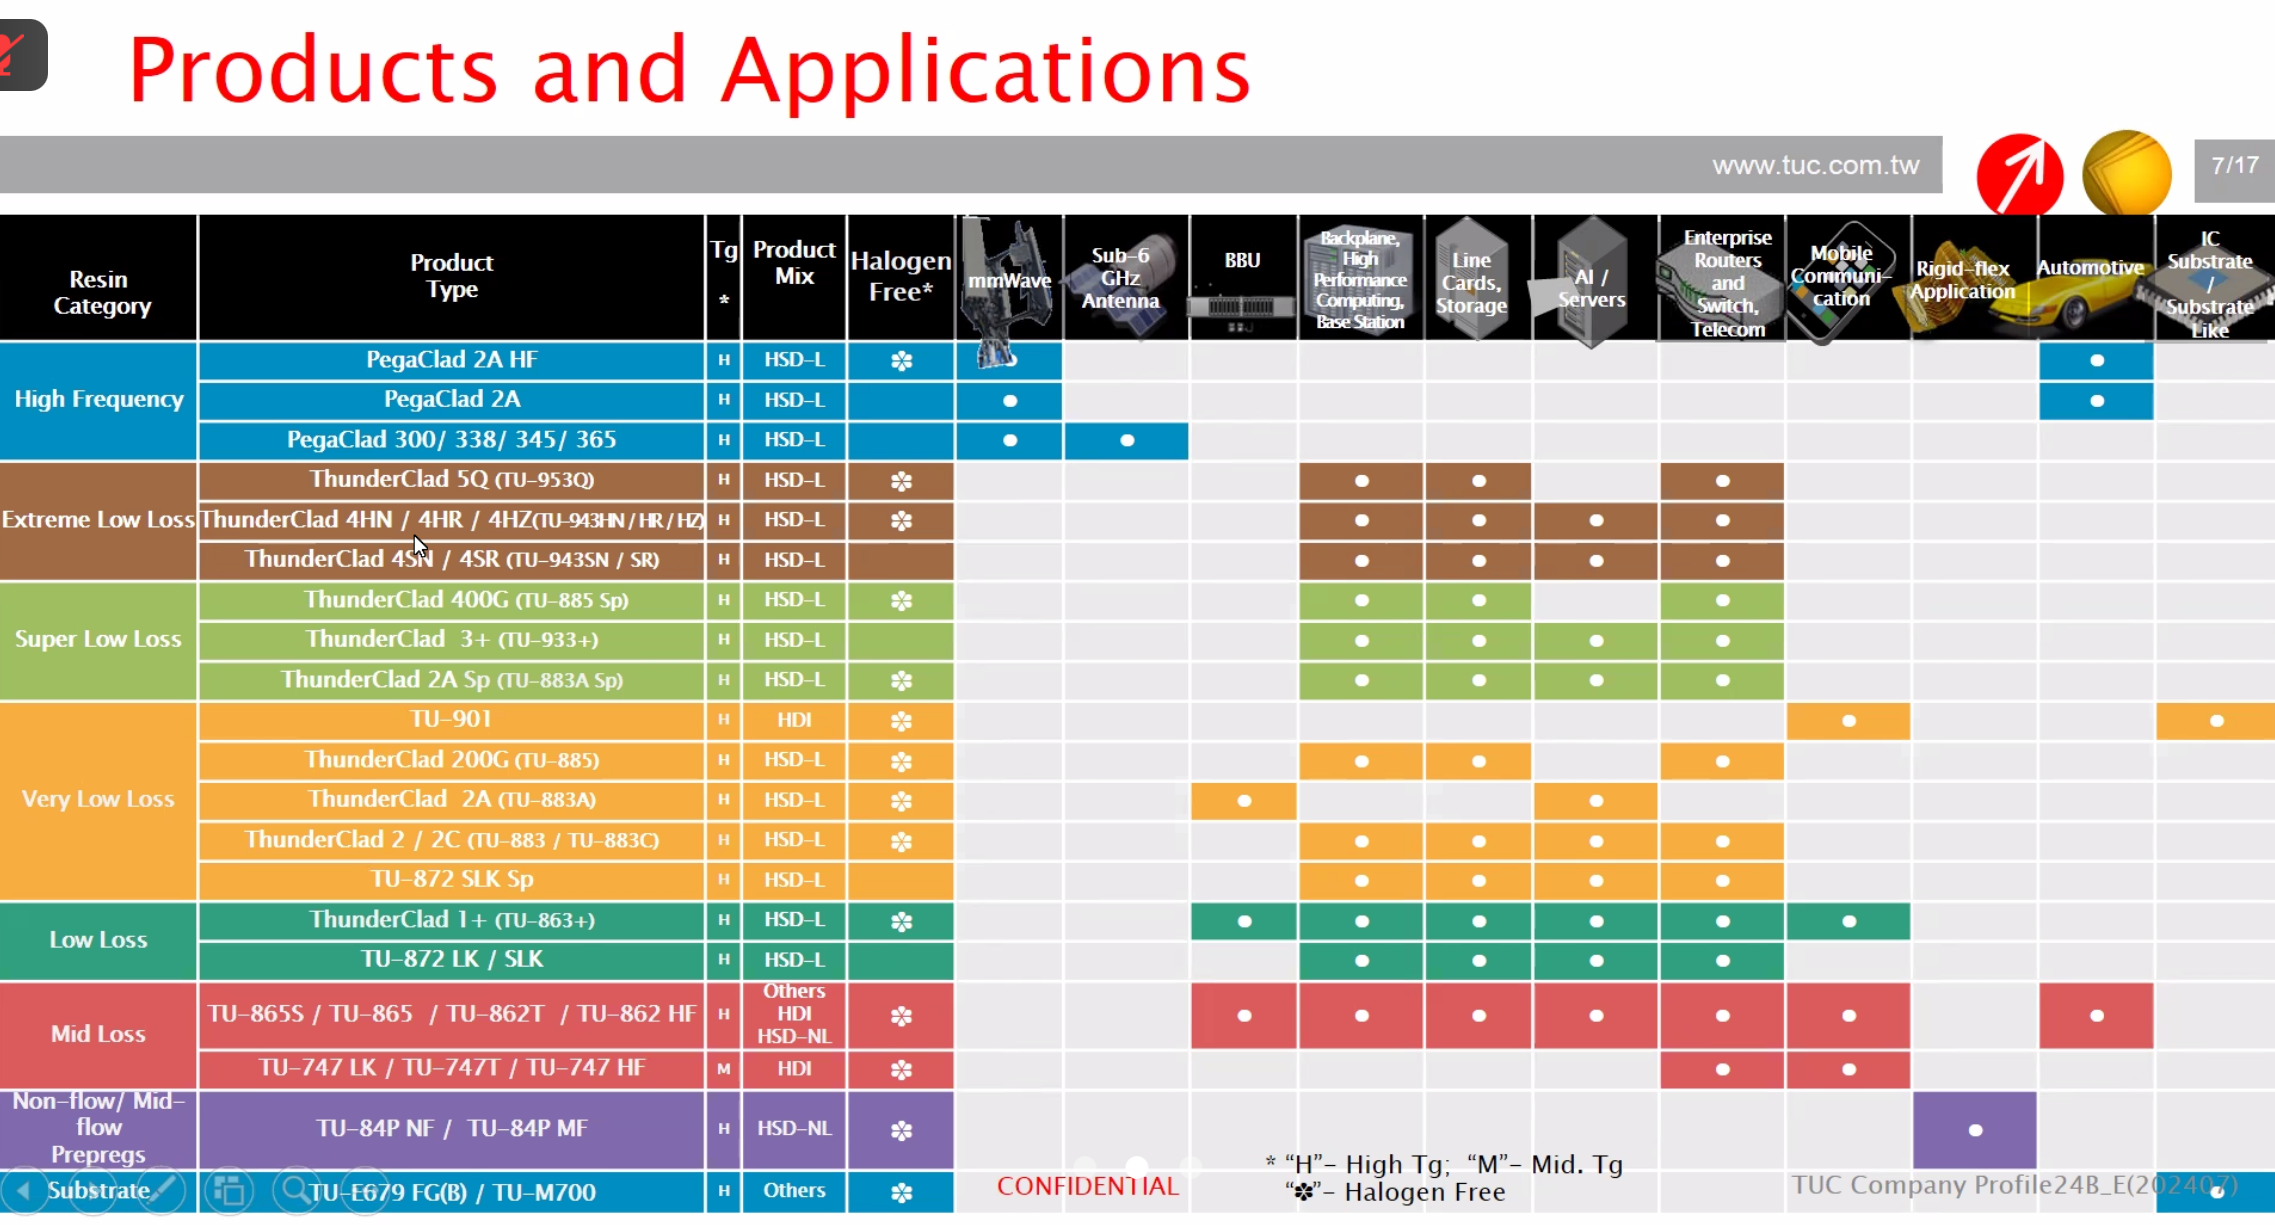 Products and Applications
www.tuc.com.tw
7/17
Resin
Category
Product
Type
Tg
*
Product
Mix
Halogen
Free*
mmWave
Sub-6
GHz
Antenna
BBU
Backplane,
High
Performance
Computing,
Base Station
Line
Cards,
Storage
AI /
Servers
Enterprise
Routers
and
Switch,
Telecom
Mobile
Communi-
cation
Rigid-flex
Application
Automotive
IC
Substrate
/
Substrate
Like
High Frequency
PegaClad 2A HF H HSD-L ✽ ●
PegaClad 2A H HSD-L ● ●
PegaClad 300/ 338/ 345/ 365 H HSD-L ● ●
Extreme Low Loss
ThunderClad 5Q (TU-953Q) H HSD-L ✽ ● ● ●
ThunderClad 4HN / 4HR / 4HZ(TU-943HN / HR / HZ) H HSD-L ✽ ● ● ● ●
ThunderClad 4SN / 4SR (TU-943SN / SR) H HSD-L ● ● ● ●
Super Low Loss
ThunderClad 400G (TU-885 Sp) H HSD-L ✽ ● ● ●
ThunderClad 3+ (TU-933+) H HSD-L ● ● ● ●
ThunderClad 2A Sp (TU-883A Sp) H HSD-L ✽ ● ● ● ●
Very Low Loss
TU-901 H HDI ✽ ● ●
ThunderClad 200G (TU-885) H HSD-L ✽ ● ● ●
ThunderClad 2A (TU-883A) H HSD-L ✽ ● ●
ThunderClad 2 / 2C (TU-883 / TU-883C) H HSD-L ✽ ● ● ● ●
TU-872 SLK Sp H HSD-L ● ● ● ●
Low Loss
ThunderClad 1+ (TU-863+) H HSD-L ✽ ● ● ● ● ● ●
TU-872 LK / SLK H HSD-L ● ● ● ●
Mid Loss
TU-865S / TU-865 / TU-862T / TU-862 HF H
Others
HDI
HSD-NL
✽ ● ● ● ● ● ● ●
TU-747 LK / TU-747T / TU-747 HF M HDI ✽ ● ●
Non-flow/ Mid-
flow
Prepregs
TU-84P NF / TU-84P MF H HSD-NL ✽ ●
Substrate TU-E679 FG(B) / TU-M700 H Others ✽ ●
* “H”- High Tg; “M”- Mid. Tg
“✽”- Halogen Free
CONFIDENTIAL
TUC Company Profile24B_E(202407)